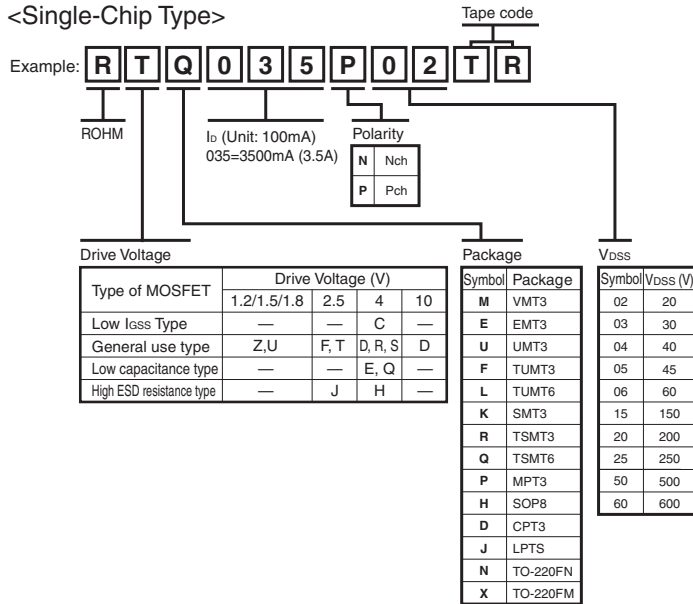 <Single-Chip Type>
Tape code
Example: R T Q 0 3 5 P 0 2 T R
ROHM
ID (Unit: 100mA)
035=3500mA (3.5A)
Polarity
N Nch
P Pch
Drive Voltage
Type of MOSFET Drive Voltage (V)
1.2/1.5/1.8 2.5 4 10
Low IGSS Type — — C —
General use type Z,U F, T D, R, S D
Low capacitance type — — E, Q —
High ESD resistance type — J H —
Package
Symbol Package
M VMT3
E EMT3
U UMT3
F TUMT3
L TUMT6
K SMT3
R TSMT3
Q TSMT6
P MPT3
H SOP8
D CPT3
J LPTS
N TO-220FN
X TO-220FM
VDSS
Symbol VDSS (V)
02 20
03 30
04 40
05 45
06 60
15 150
20 200
25 250
50 500
60 600